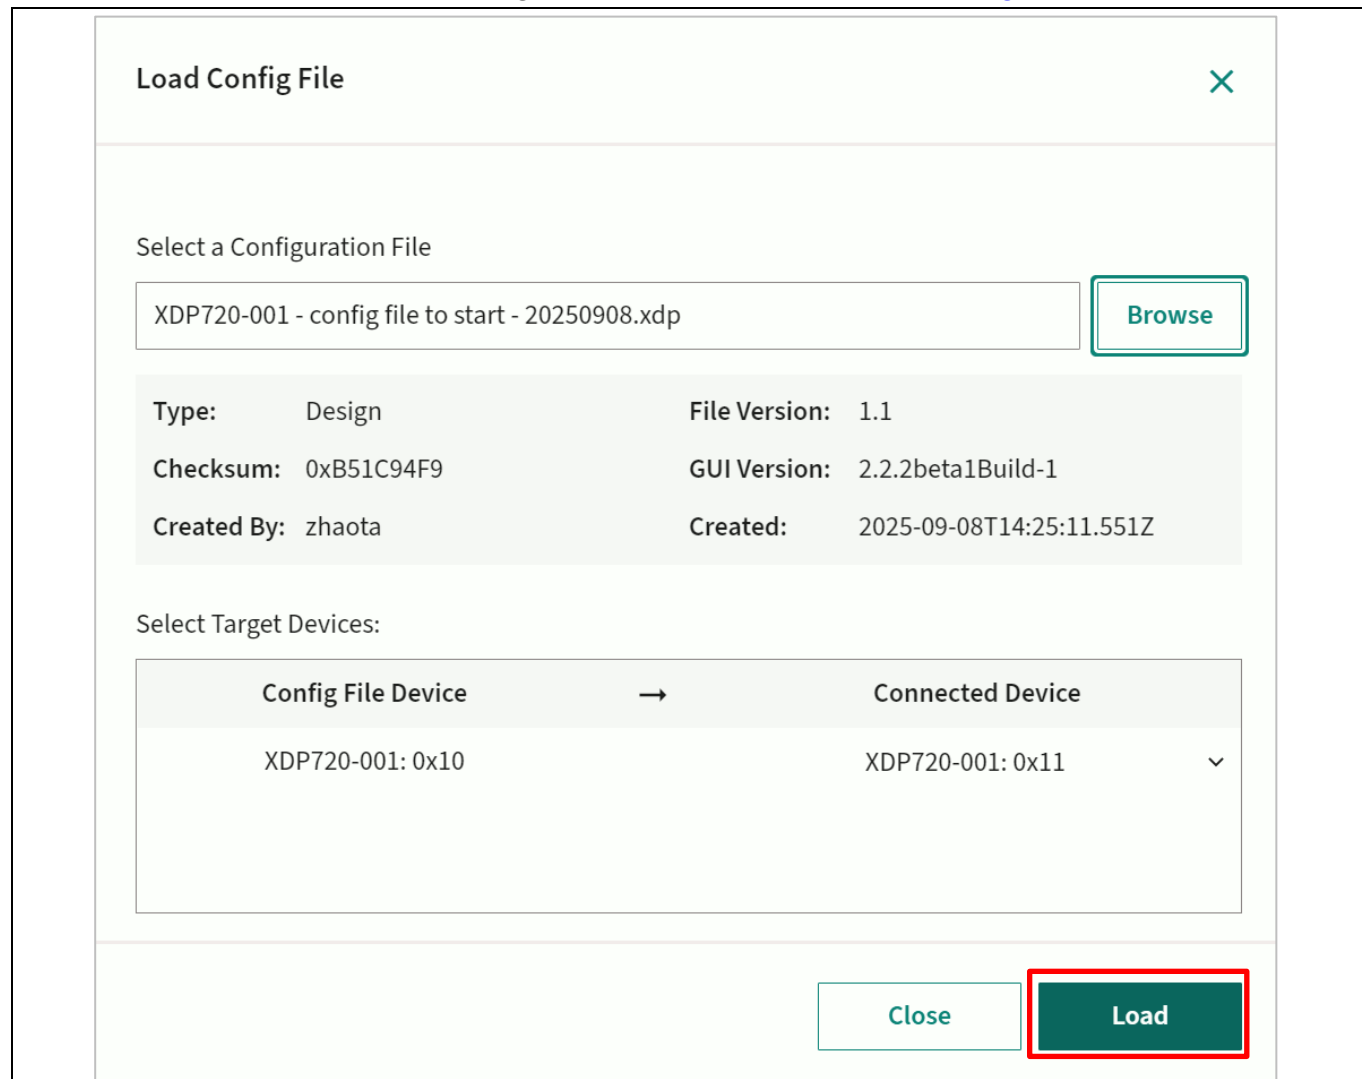 Load Config File
Select a Configuration File
XDP720-001 - config file to start - 20250908.xdp
Browse
Type: Design File Version: 1.1
Checksum: 0xB51C94F9 GUI Version: 2.2.2beta1Build-1
Created By: zhaota Created: 2025-09-08T14:25:11.551Z
Select Target Devices:
Config File Device → Connected Device
XDP720-001: 0x10 XDP720-001: 0x11
Close Load